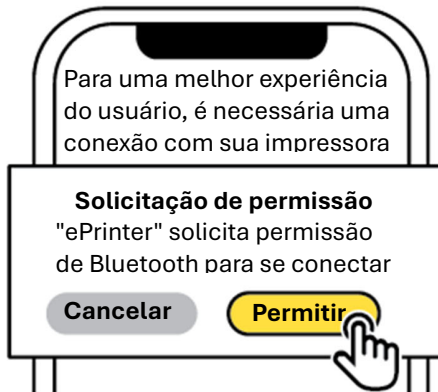 Para uma melhor experiência
do usuário, é necessária uma
conexão com sua impressora
Solicitação de permissão
"ePrinter" solicita permissão
de Bluetooth para se conectar
Cancelar
Permitir